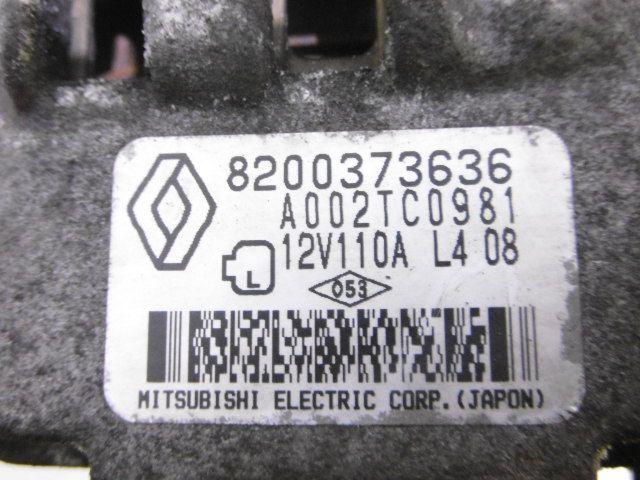 8200373636
A002TC0981
12V110A L4 08
L
053
MITSUBISHI ELECTRIC CORP. (JAPON)